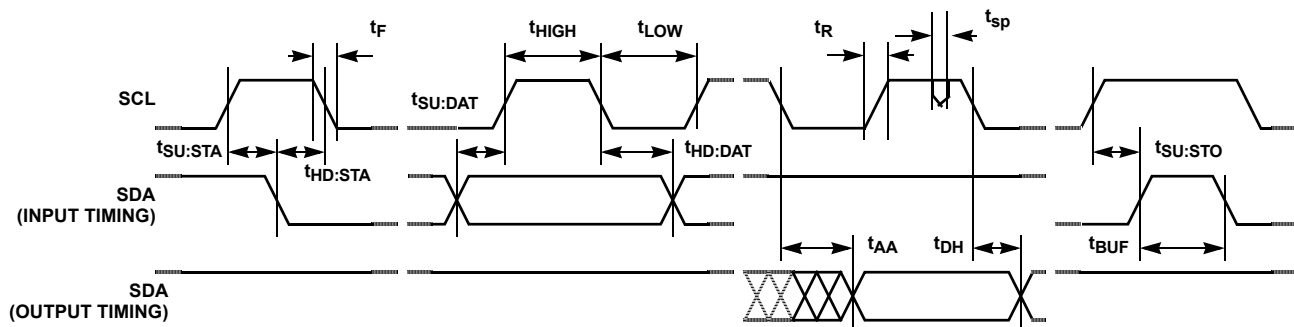 tF
tHIGH
tLOW
tR
tsp
SCL
tSU:DAT
tSU:STA
tHD:STA
tHD:DAT
tSU:STO
SDA
(INPUT TIMING)
tAA
tDH
tBUF
SDA
(OUTPUT TIMING)